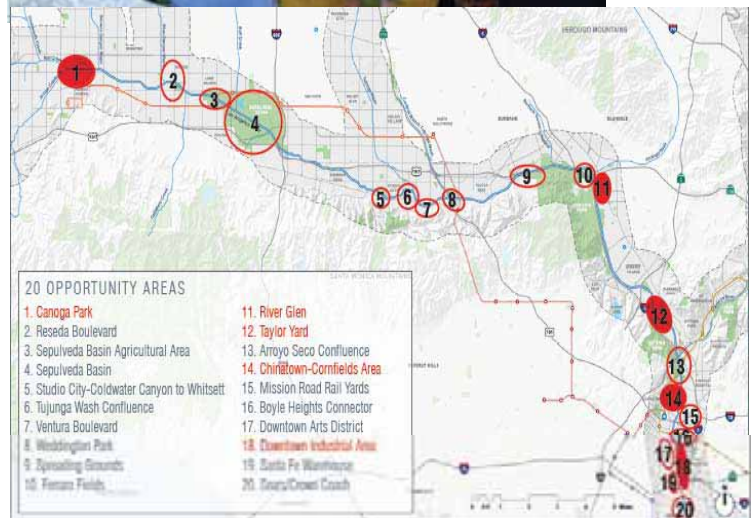 VERDUGO MOUNTAINS
1
2
3
4
5
6
7
8
9
10
11
12
13
14
15
16
17
18
19
20
SANTA MONICA MOUNTAINS
20 OPPORTUNITY AREAS
1. Canoga Park
2. Reseda Boulevard
3. Sepulveda Basin Agricultural Area
4. Sepulveda Basin
5. Studio City-Coldwater Canyon to Whitsett
6. Tujunga Wash Confluence
7. Ventura Boulevard
8. Weddington Park
9. Spreading Grounds
10. Ferraro Fields
11. River Glen
12. Taylor Yard
13. Arroyo Seco Confluence
14. Chinatown-Cornfields Area
15. Mission Road Rail Yards
16. Boyle Heights Connector
17. Downtown Arts District
18. Downtown Industrial Area
19. Santa Fe Warehouse
20. Sears/Crown Coach